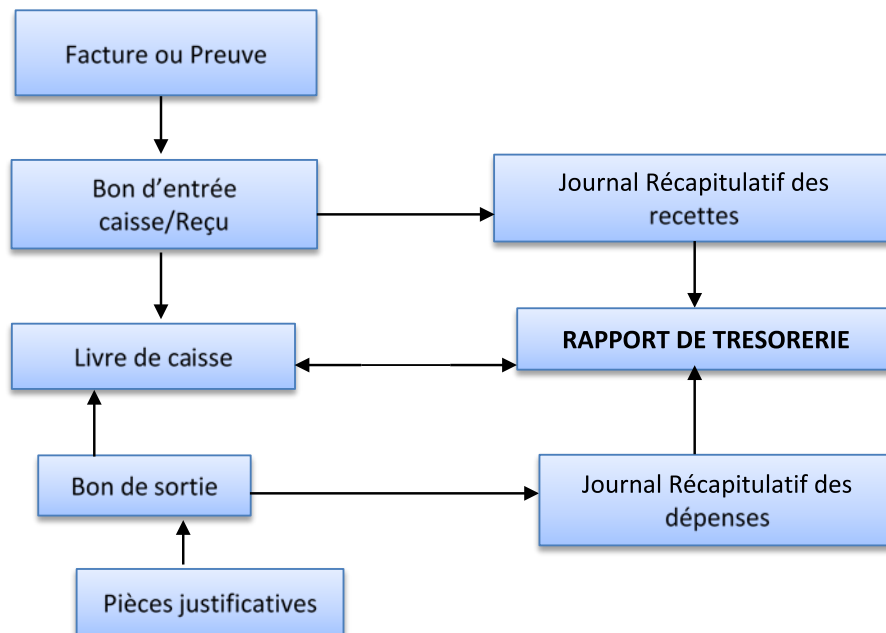 Facture ou Preuve
Bon d’entrée
caisse/Reçu
Journal Récapitulatif des
recettes
Livre de caisse
RAPPORT DE TRESORERIE
Bon de sortie
Journal Récapitulatif des
dépenses
Pièces justificatives